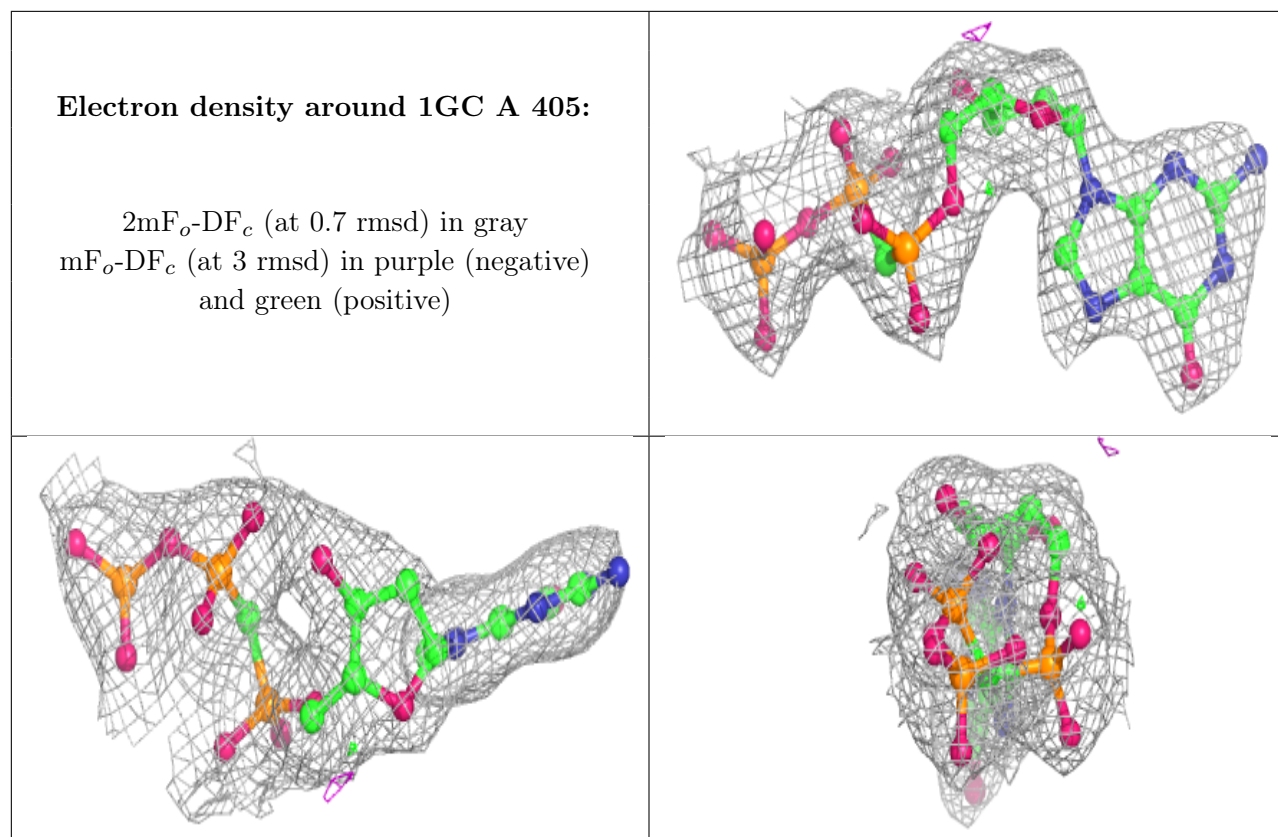 Electron density around 1GC A 405:
2mFo-DFc (at 0.7 rmsd) in gray
mFo-DFc (at 3 rmsd) in purple (negative)
and green (positive)